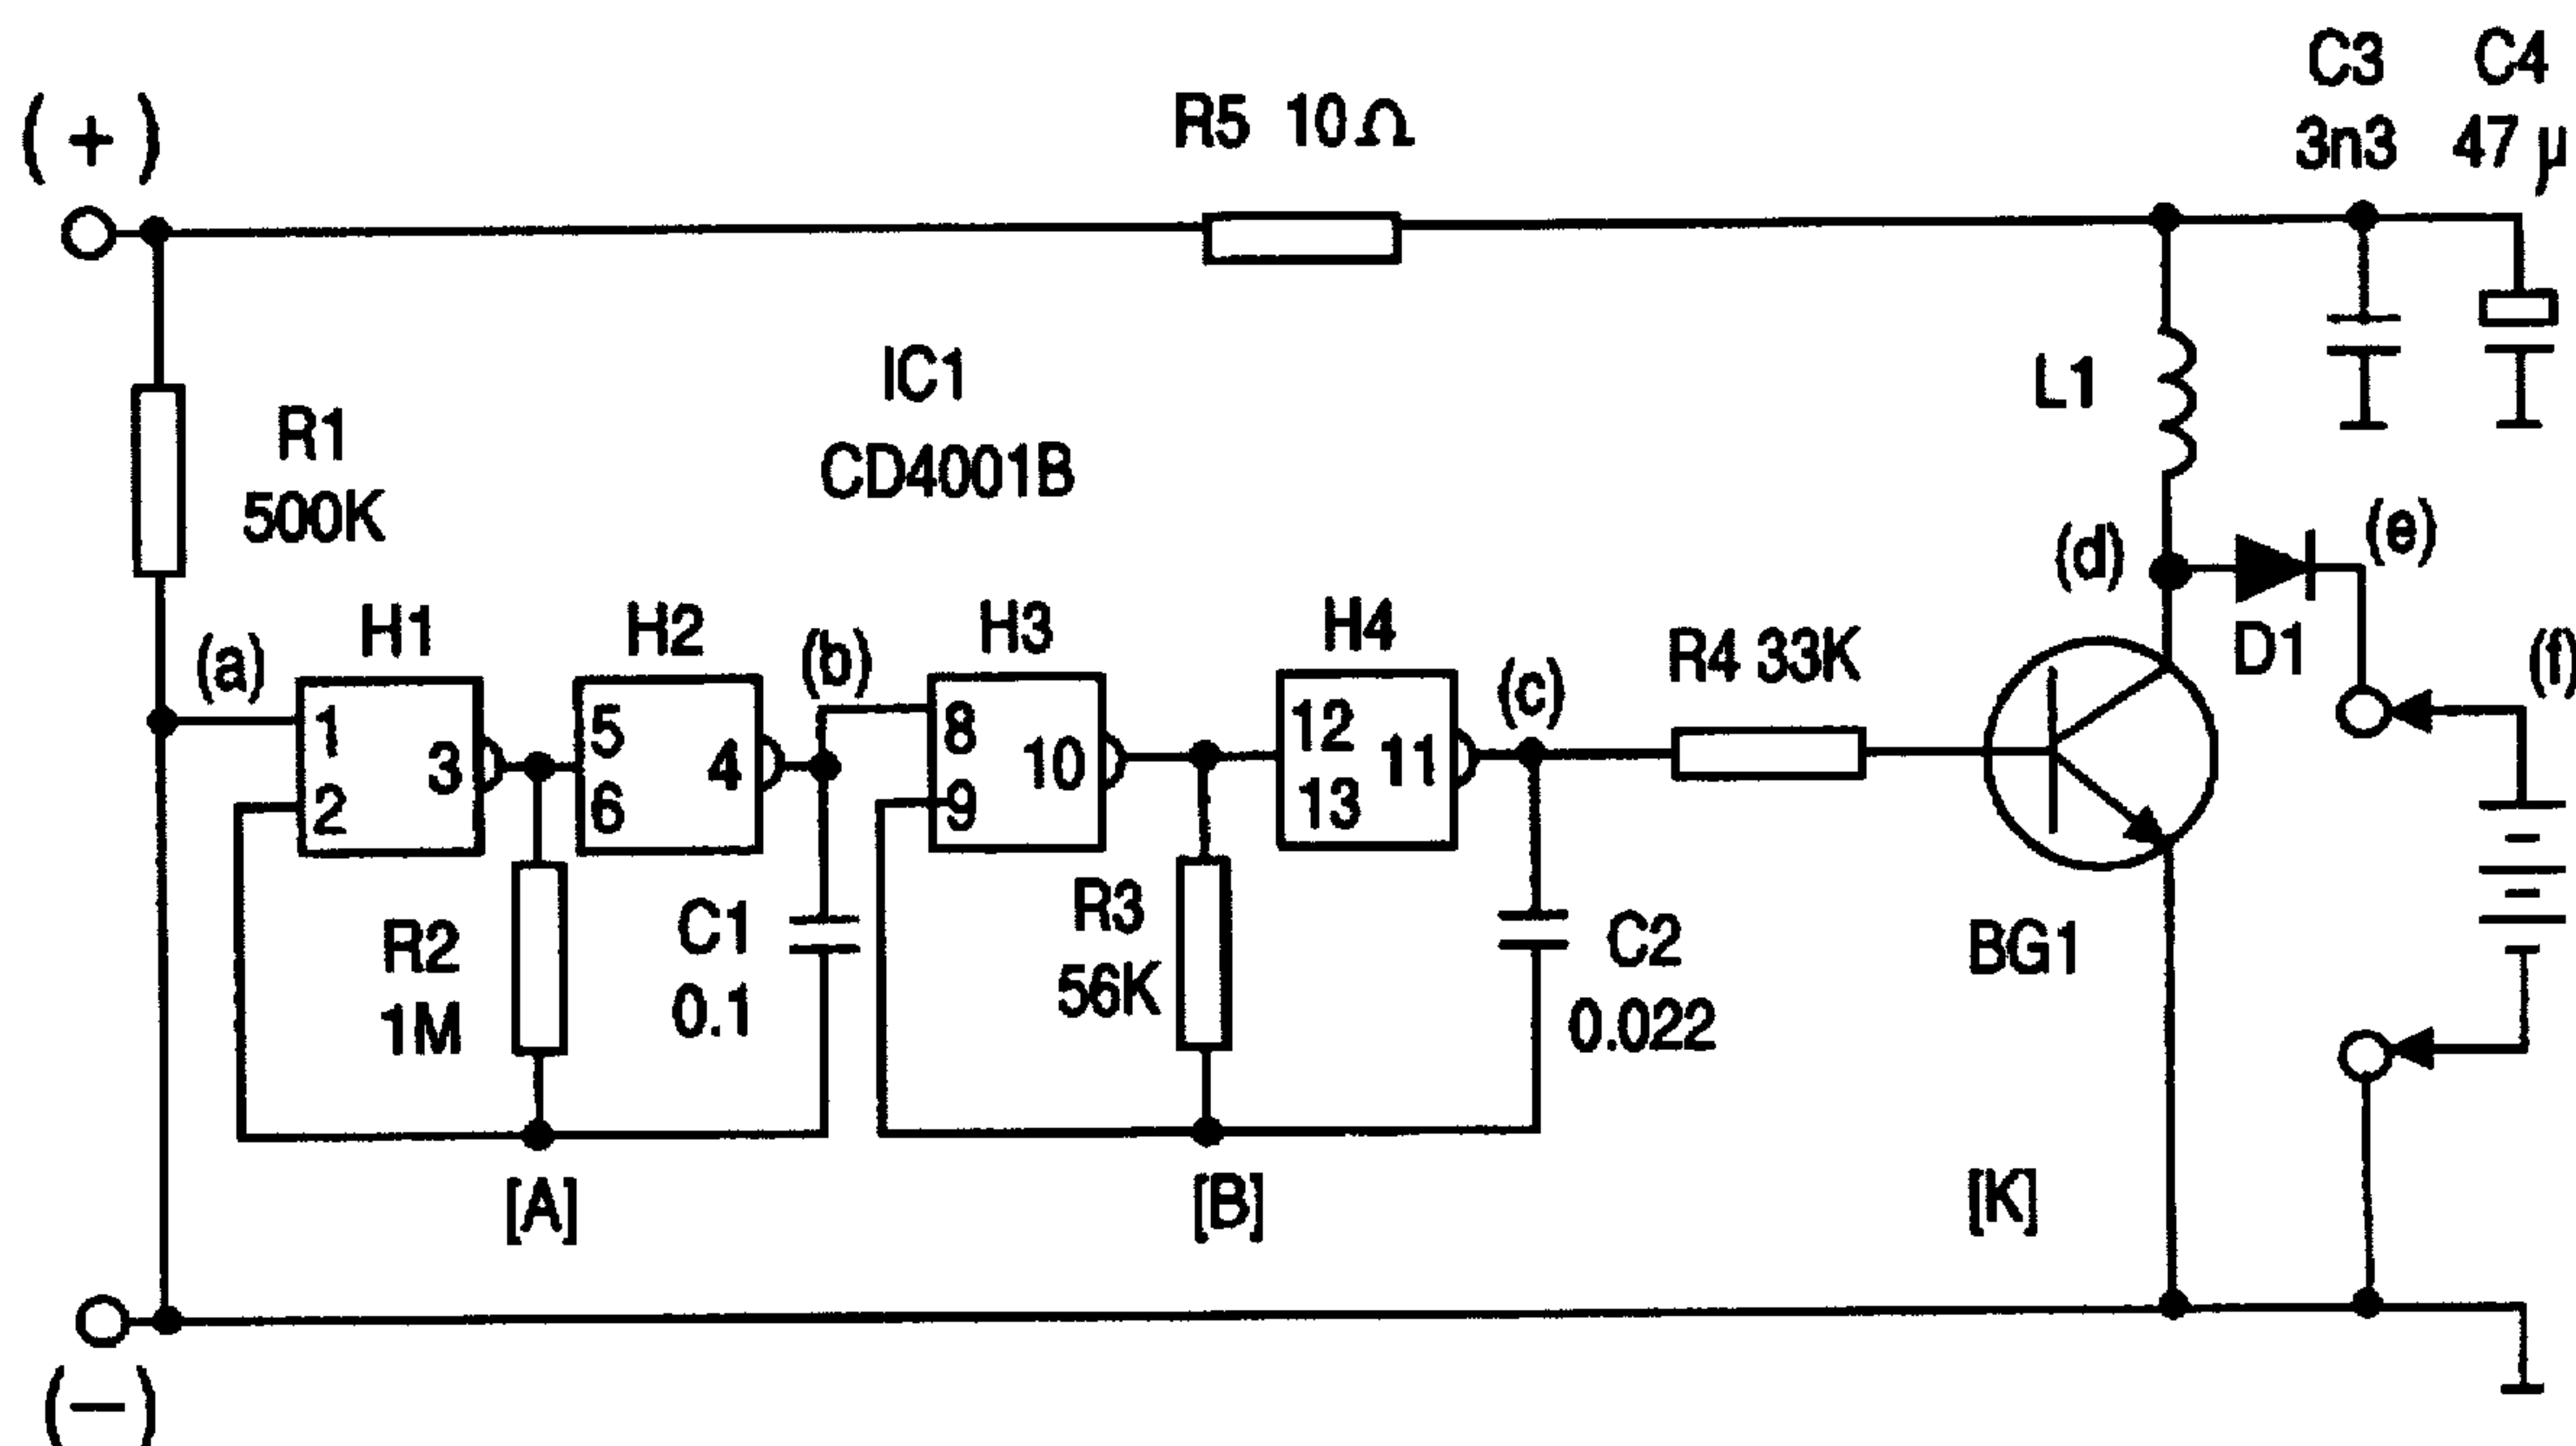 C3 C4
3n3 47 µ
R5 10Ω
(+)
IC1
CD4001B
R1
500K
L1
(d)
(e)
D1
(f)
H1 H2 H3 H4
(a)
(b)
(c)
R4 33K
1
2
3
5
6
4
8
9
10
12
13
11
R2
1M
C1
0.1
R3
56K
C2
0.022
BG1
[A]
[B]
[K]
(−)